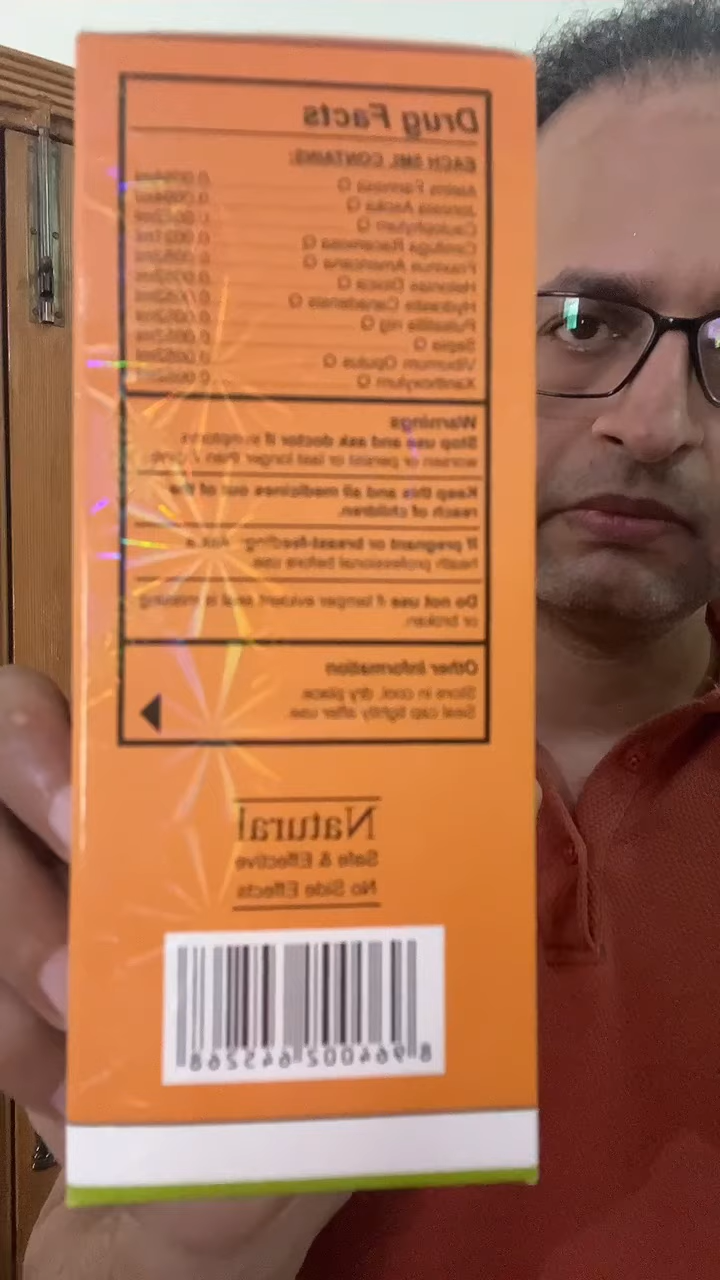 Drug Facts
EACH 5ML CONTAINS:
Aletris Farinosa Q
Janosia Asoka Q
Caulophylum Q
Cimifuga Racemosa Q
Fraxinus Americana Q
Helonias Dioica Q
Hydrastis Canadensis Q
Pulsatilla nig Q
Sepia Q
Viburnum Opulus Q
Xanthoxylum Q
Warnings
Stop use and ask doctor if symptoms
worsen or persist or last longer than
Keep this and all medicines out of the
reach of children.
If pregnant or breast-feeding- Ask a
health professional before use.
Do not use if tamper evident seal is missing
or broken.
Other Information
Store in cool, dry place.
Seal cap tightly after use.
Natural
Safe & Effective
No Side Effects
8 964002 645268